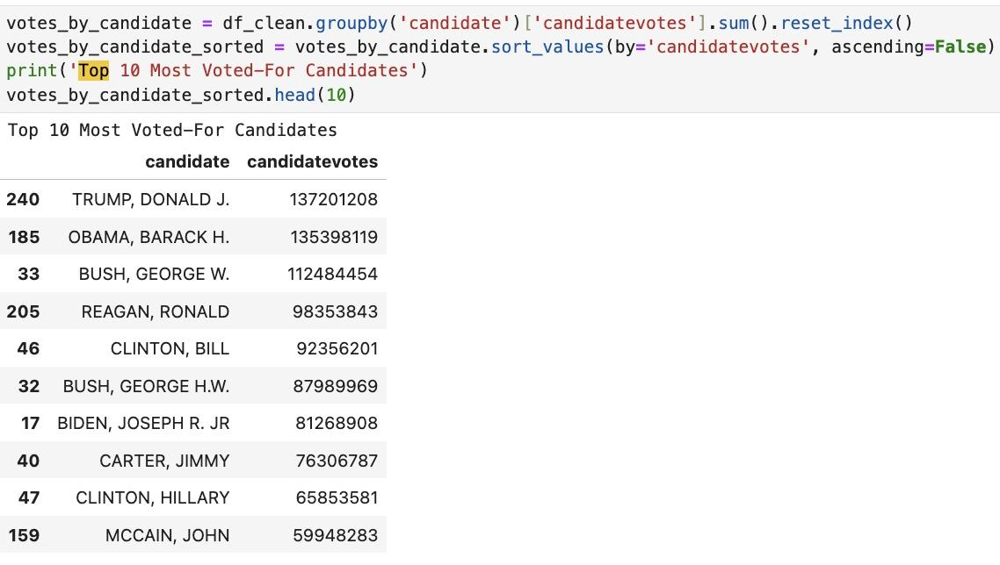 votes_by_candidate = df_clean.groupby('candidate')['candidatevotes'].sum().reset_index()
votes_by_candidate_sorted = votes_by_candidate.sort_values(by='candidatevotes', ascending=False)
print('Top 10 Most Voted-For Candidates')
votes_by_candidate_sorted.head(10)
Top 10 Most Voted-For Candidates
candidate candidatevotes
240 TRUMP, DONALD J. 137201208
185 OBAMA, BARACK H. 135398119
33 BUSH, GEORGE W. 112484454
205 REAGAN, RONALD 98353843
46 CLINTON, BILL 92356201
32 BUSH, GEORGE H.W. 87989969
17 BIDEN, JOSEPH R. JR 81268908
40 CARTER, JIMMY 76306787
47 CLINTON, HILLARY 65853581
159 MCCAIN, JOHN 59948283